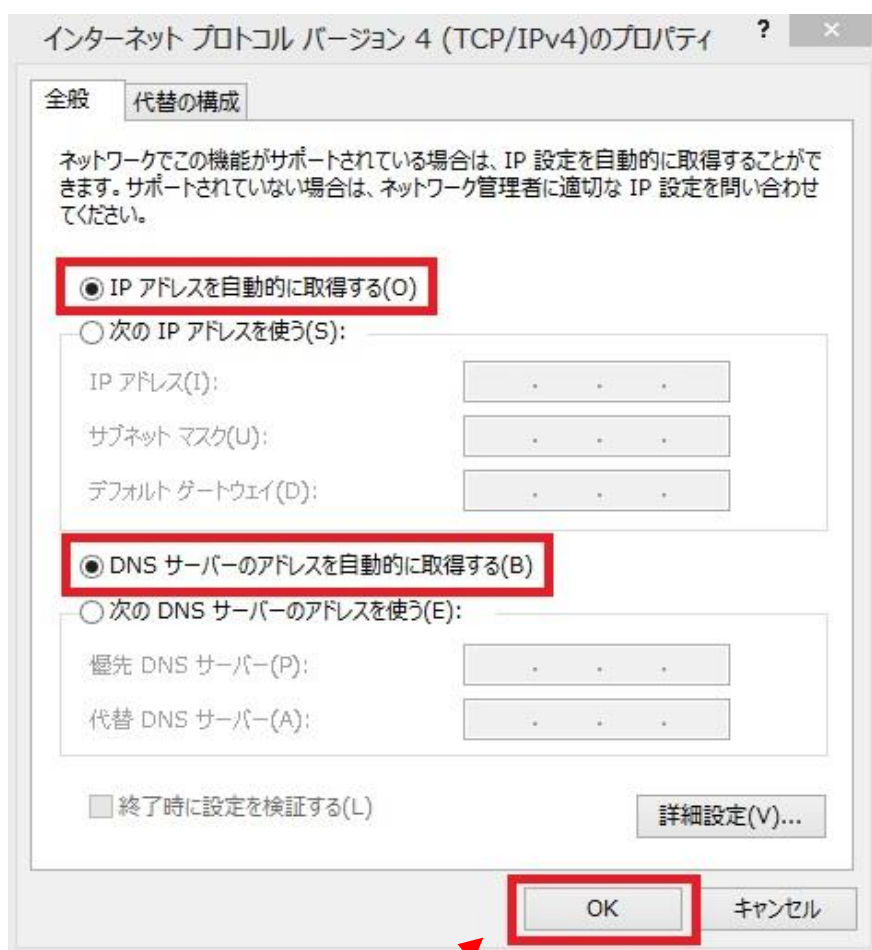 インターネット プロトコル バージョン 4 (TCP/IPv4)のプロパティ ? ×
全般 代替の構成
ネットワークでこの機能がサポートされている場合は、IP 設定を自動的に取得することがで
きます。サポートされていない場合は、ネットワーク管理者に適切な IP 設定を問い合わせ
てください。
IP アドレスを自動的に取得する(O)
次の IP アドレスを使う(S):
IP アドレス(I): . . .
サブネット マスク(U): . . .
デフォルト ゲートウェイ(D): . . .
DNS サーバーのアドレスを自動的に取得する(B)
次の DNS サーバーのアドレスを使う(E):
優先 DNS サーバー(P): . . .
代替 DNS サーバー(A): . . .
終了時に設定を検証する(L)
詳細設定(V)...
OK キャンセル